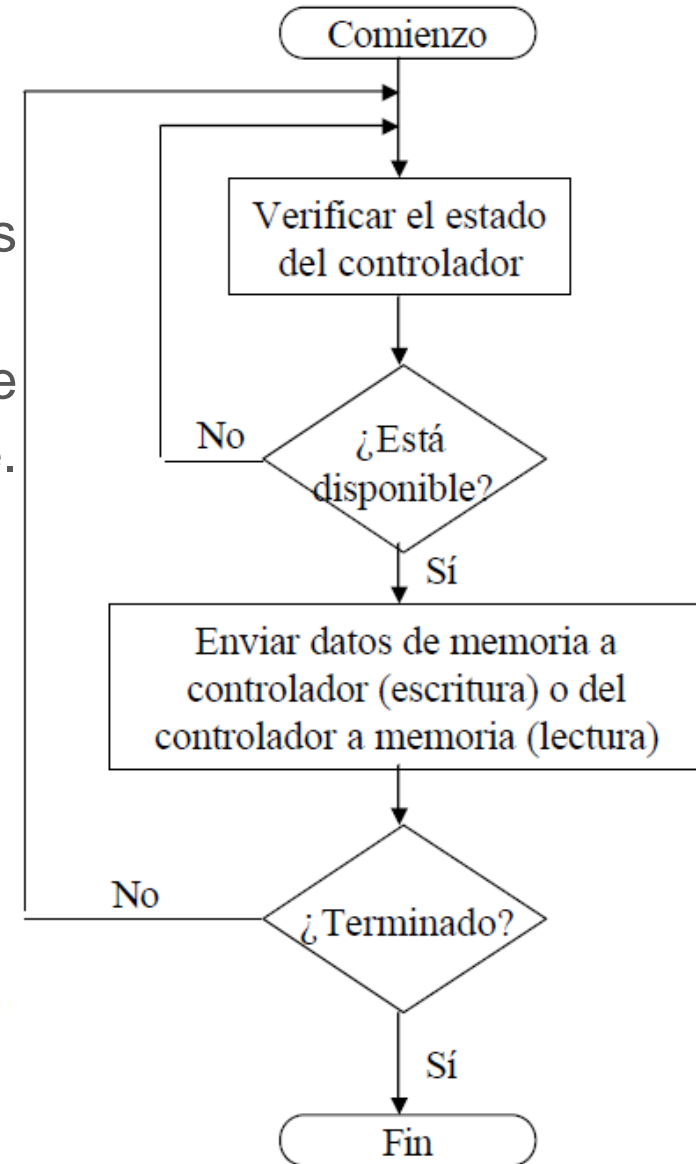 Comienzo
s
Verificar el estado
del controlador
e
No
¿Está
disponible?
.
Sí
Enviar datos de memoria a
controlador (escritura) o del
controlador a memoria (lectura)
No
¿Terminado?
Sí
Fin